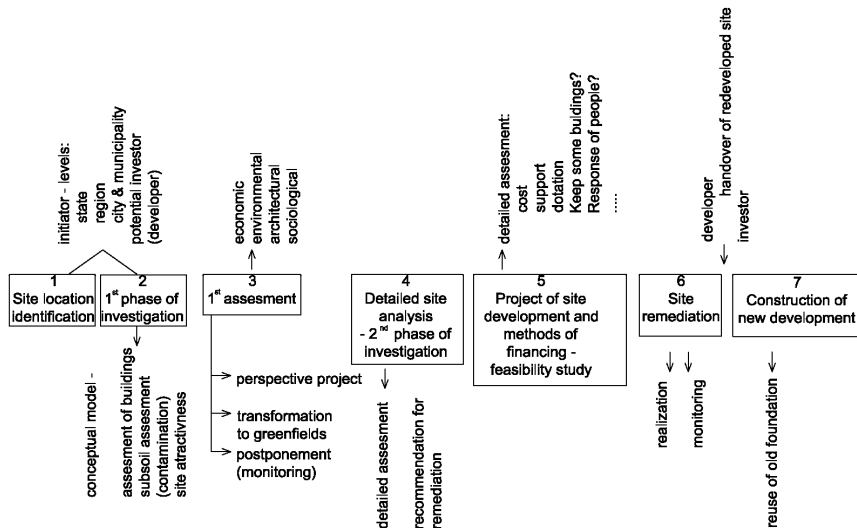 initiator - levels:
state
region
city & municipality
potential investor
(developer)
economic
environmental
architectural
sociological
detailed assesment:
cost
support
dotation
Keep some buldings?
Response of people?
.....
developer
handover of redeveloped site
investor
1
Site location
identification
2
1st phase of
investigation
3
1st assesment
4
Detailed site
analysis
- 2nd phase of
investigation
5
Project of site
development and
methods of
financing -
feasibility study
6
Site
remediation
7
Construction of
new development
conceptual model -
assesment of buildings
subsoil assesment
(contamination)
site atractivness
perspective project
transformation
to greenfields
postponement
(monitoring)
detailed assesment
recommendation for
remediation
realization
monitoring
reuse of old foundation